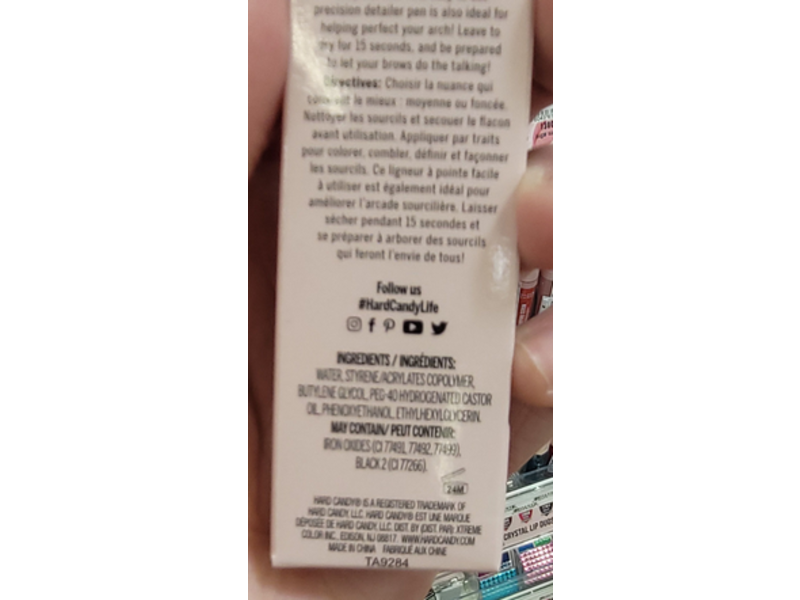 precision detailer pen is also ideal for
helping perfect your arch! Leave to
dry for 15 seconds, and be prepared
to let your brows do the talking!
Directives: Choisir la nuance qui
convient le mieux : moyenne ou foncée.
Nettoyer les sourcils et secouer le flacon
avant utilisation. Appliquer par traits
pour colorer, combler, définir et façonner
les sourcils. Ce ligneur à pointe facile
à utiliser est également idéal pour
améliorer l'arcade sourcilière. Laisser
sécher pendant 15 secondes et
se préparer à arborer des sourcils
qui feront l'envie de tous!
Follow us
#HardCandyLife
INGREDIENTS / INGRÉDIENTS:
WATER, STYRENE/ACRYLATES COPOLYMER,
BUTYLENE GLYCOL, PEG-40 HYDROGENATED CASTOR
OIL, PHENOXYETHANOL, ETHYLHEXYLGLYCERIN.
MAY CONTAIN/ PEUT CONTENIR:
IRON OXIDES (CI 77491, 77492, 77499),
BLACK 2 (CI 77266).
24M
HARD CANDY® IS A REGISTERED TRADEMARK OF
HARD CANDY, LLC. HARD CANDY® EST UNE MARQUE
DÉPOSÉE DE HARD CANDY, LLC. DIST. BY (DIST. PAR): XTREME
COLOR INC., EDISON, NJ 08817. WWW.HARDCANDY.COM
MADE IN CHINA FABRIQUÉ AUX CHINE
TA9284
CRYSTAL LIP DUOS